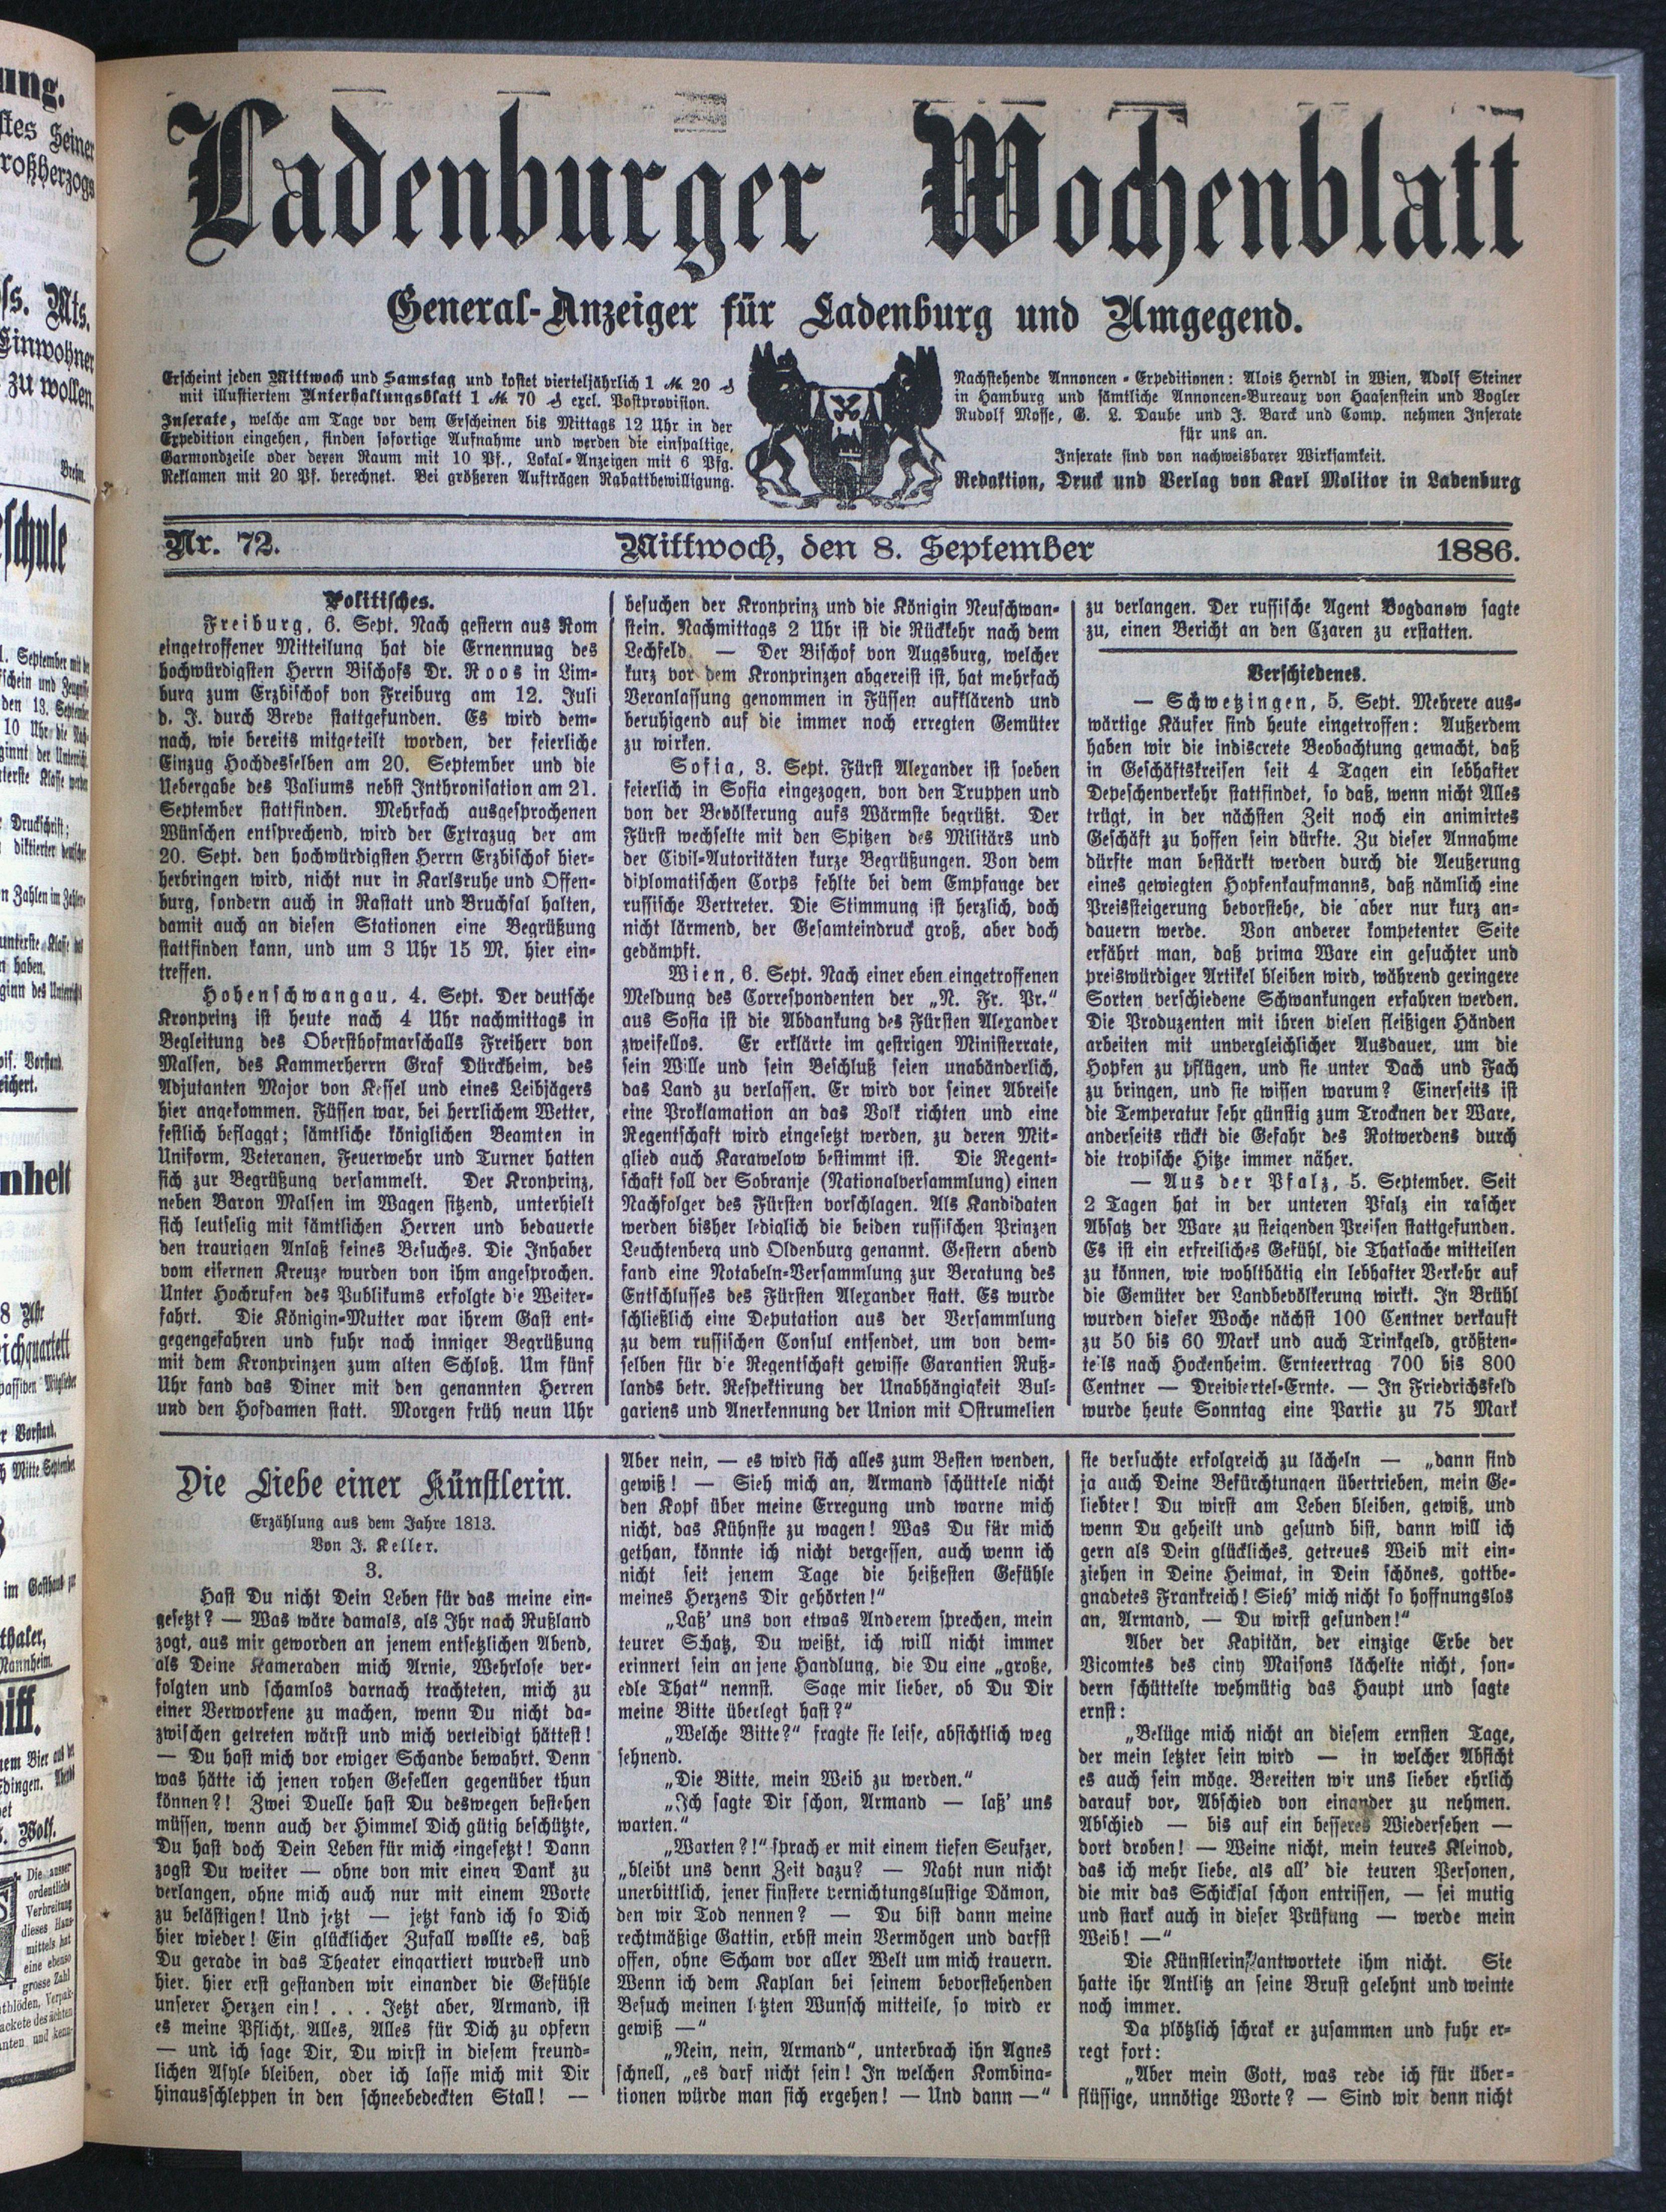 Ladenburger Wochenblatt
General-Anzeiger für Ladenburg und Umgegend.
Erscheint jeden Mittwoch und Samstag und kostet vierteljährlich 1 M. 20 ₰
mit illustiertem Unterhaltungsblatt 1 M. 70 ₰ excl. Postprovision.
Inserate, welche am Tage vor dem Erscheinen bis Mittags 12 Uhr in der
Expedition eingehen, finden sofortige Aufnahme und werden die einspaltige,
Garmondzeile oder deren Raum mit 10 Pf., Lokal-Anzeigen mit 6 Pfg.
Reklamen mit 20 Pf. berechnet. Bei größeren Aufträgen Rabattbewilligung.
Nachstehende Annoncen-Expeditionen: Alois Herndl in Wien, Adolf Steiner
in Hamburg und sämtliche Annoncen-Bureaux von Haasenstein und Vogler
Rudolf Mosse, G. L. Daube und J. Barck und Comp. nehmen Inserate
für uns an.
Inserate sind von nachweisbarer Wirksamkeit.
Redaktion, Druck und Verlag von Karl Molitor in Ladenburg
Nr. 72. Mittwoch, den 8. September 1886.
Politisches.
Freiburg, 6. Sept. Nach gestern aus Rom
eingetroffener Mitteilung hat die Ernennung des
hochwürdigsten Herrn Bischofs Dr. Roos in Lim-
burg zum Erzbischof von Freiburg am 12. Juli
d. J. durch Breve stattgefunden. Es wird dem-
nach, wie bereits mitgeteilt worden, der feierliche
Einzug Hochdesselben am 20. September und die
Uebergabe des Paliums nebst Inthronisation am 21.
September stattfinden. Mehrfach ausgesprochenen
Wünschen entsprechend, wird der Extrazug der am
20. Sept. den hochwürdigsten Herrn Erzbischof hier-
herbringen wird, nicht nur in Karlsruhe und Offen-
burg, sondern auch in Rastatt und Bruchsal halten,
damit auch an diesen Stationen eine Begrüßung
stattfinden kann, und um 3 Uhr 15 M. hier ein-
treffen.
Hohenschwangau, 4. Sept. Der deutsche
Kronprinz ist heute nach 4 Uhr nachmittags in
Begleitung des Obersthofmarschalls Freiherr von
Malsen, des Kammerherrn Graf Dürckheim, des
Adjutanten Major von Kessel und eines Leibjägers
hier angekommen. Füssen war, bei herrlichem Wetter,
festlich beflaggt; sämtliche königlichen Beamten in
Uniform, Veteranen, Feuerwehr und Turner hatten
sich zur Begrüßung versammelt. Der Kronprinz,
neben Baron Malsen im Wagen sitzend, unterhielt
sich leutselig mit sämtlichen Herren und bedauerte
den traurigen Anlaß seines Besuches. Die Inhaber
vom eisernen Kreuze wurden von ihm angesprochen.
Unter Hochrufen des Publikums erfolgte die Weiter-
fahrt. Die Königin-Mutter war ihrem Gast ent-
gegengefahren und fuhr noch inniger Begrüßung
mit dem Kronprinzen zum alten Schloß. Um fünf
Uhr fand das Diner mit den genannten Herren
und den Hofdamen statt. Morgen früh neun Uhr
besuchen der Kronprinz und die Königin Neuschwan-
stein. Nachmittags 2 Uhr ist die Rückkehr nach dem
Lechfeld. — Der Bischof von Augsburg, welcher
kurz vor dem Kronprinzen abgereist ist, hat mehrfach
Veranlassung genommen in Füssen aufklärend und
beruhigend auf die immer noch erregten Gemüter
zu wirken.
Sofia, 3. Sept. Fürst Alexander ist soeben
feierlich in Sofia eingezogen, von den Truppen und
von der Bevölkerung aufs Wärmste begrüßt. Der
Fürst wechselte mit den Spitzen des Militärs und
der Civil-Autoritäten kurze Begrüßungen. Von dem
diplomatischen Corps fehlte bei dem Empfange der
russische Vertreter. Die Stimmung ist herzlich, doch
nicht lärmend, der Gesamteindruck groß, aber doch
gedämpft.
Wien, 6. Sept. Nach einer eben eingetroffenen
Meldung des Correspondenten der „N. Fr. Pr.“
aus Sofia ist die Abdankung des Fürsten Alexander
zweifellos. Er erklärte im gestrigen Ministerrate,
sein Wille und sein Beschluß seien unabänderlich,
das Land zu verlassen. Er wird vor seiner Abreise
eine Proklamation an das Volk richten und eine
Regentschaft wird eingesetzt werden, zu deren Mit-
glied auch Karawelow bestimmt ist. Die Regent-
schaft soll der Sobranje (Nationalversammlung) einen
Nachfolger des Fürsten vorschlagen. Als Kandidaten
werden bisher lediglich die beiden russischen Prinzen
Leuchtenberg und Oldenburg genannt. Gestern abend
fand eine Notabeln-Versammlung zur Beratung des
Entschlusses des Fürsten Alexander statt. Es wurde
schließlich eine Deputation aus der Versammlung
zu dem russischen Consul entsendet, um von dem-
selben für die Regentschaft gewisse Garantien Ruß-
lands betr. Respektirung der Unabhängigkeit Bul-
gariens und Anerkennung der Union mit Ostrumelien
zu verlangen. Der russische Agent Bogdanow sagte
zu, einen Bericht an den Czaren zu erstatten.
Verschiedenes.
— Schwetzingen, 5. Sept. Mehrere aus-
wärtige Käufer sind heute eingetroffen: Außerdem
haben wir die indiscrete Beobachtung gemacht, daß
in Geschäftskreisen seit 4 Tagen ein lebhafter
Depeschenverkehr stattfindet, so daß, wenn nicht Alles
trügt, in der nächsten Zeit noch ein animirtes
Geschäft zu hoffen sein dürfte. Zu dieser Annahme
dürfte man bestärkt werden durch die Aeußerung
eines gewiegten Hopfenkaufmanns, daß nämlich eine
Preissteigerung bevorstehe, die aber nur kurz an-
dauern werde. Von anderer kompetenter Seite
erfährt man, daß prima Ware ein gesuchter und
preiswürdiger Artikel bleiben wird, während geringere
Sorten verschiedene Schwankungen erfahren werden.
Die Produzenten mit ihren vielen fleißigen Händen
arbeiten mit unvergleichlicher Ausdauer, um die
Hopfen zu pflügen, und sie unter Dach und Fach
zu bringen, und sie wissen warum? Einerseits ist
die Temperatur sehr günstig zum Trocknen der Ware,
anderseits rückt die Gefahr des Rotwerdens durch
die tropische Hitze immer näher.
— Aus der Pfalz, 5. September. Seit
2 Tagen hat in der unteren Pfalz ein rascher
Absatz der Ware zu steigenden Preisen stattgefunden.
Es ist ein erfreiliches Gefühl, die Thatsache mitteilen
zu können, wie wohlthätig ein lebhafter Verkehr auf
die Gemüter der Landbevölkerung wirkt. In Brühl
wurden dieser Woche nächst 100 Centner verkauft
zu 50 bis 60 Mark und auch Trinkgeld, größten-
teils nach Hockenheim. Ernteertrag 700 bis 800
Centner — Dreiviertel-Ernte. — In Friedrichsfeld
wurde heute Sonntag eine Partie zu 75 Mark
Die Liebe einer Künstlerin.
Erzählung aus dem Jahre 1813.
Von J. Keller.
3.
Hast Du nicht Dein Leben für das meine ein-
gesetzt? — Was wäre damals, als Ihr nach Rußland
zogt, aus mir geworden an jenem entsetzlichen Abend,
als Deine Kameraden mich Arnie, Wehrlose ver-
folgten und schamlos darnach trachteten, mich zu
einer Verworfene zu machen, wenn Du nicht da-
zwischen getreten wärst und mich verleidigt hättest!
— Du hast mich vor ewiger Schande bewahrt. Denn
was hätte ich jenen rohen Gesellen gegenüber thun
können?! Zwei Duelle hast Du deswegen bestehen
müssen, wenn auch der Himmel Dich gütig beschützte,
Du hast doch Dein Leben für mich eingesetzt! Dann
zogst Du weiter — ohne von mir einen Dank zu
verlangen, ohne mich auch nur mit einem Worte
zu belästigen! Und jetzt — jetzt fand ich so Dich
hier wieder! Ein glücklicher Zufall wollte es, daß
Du gerade in das Theater einqartiert wurdest und
hier. hier erst gestanden wir einander die Gefühle
unserer Herzen ein! . . . Jetzt aber, Armand, ist
es meine Pflicht, Alles, Alles für Dich zu opfern
— und ich sage Dir, Du wirst in diesem freund-
lichen Asyle bleiben, oder ich lasse mich mit Dir
hinausschleppen in den schneebedeckten Stall! —
Aber nein, — es wird sich alles zum Besten wenden,
gewiß! — Sieh mich an, Armand schüttele nicht
den Kopf über meine Erregung und warne mich
nicht, das Kühnste zu wagen! Was Du für mich
gethan, könnte ich nicht vergessen, auch wenn ich
nicht seit jenem Tage die heißesten Gefühle
meines Herzens Dir gehörten!“
„Laß’ uns von etwas Anderem sprechen, mein
teurer Schatz, Du weißt, ich will nicht immer
erinnert sein an jene Handlung, die Du eine „große,
edle That“ nennst. Sage mir lieber, ob Du Dir
meine Bitte überlegt hast?“
„Welche Bitte?“ fragte sie leise, absichtlich weg
sehnend.
„Die Bitte, mein Weib zu werden.“
„Ich sagte Dir schon, Armand — laß’ uns
warten.“
„Warten?!“ sprach er mit einem tiefen Seufzer,
„bleibt uns denn Zeit dazu? — Naht nun nicht
unerbittlich, jener finstere vernichtungslustige Dämon,
den wir Tod nennen? — Du bist dann meine
rechtmäßige Gattin, erbst mein Vermögen und darfst
offen, ohne Scham vor aller Welt um mich trauern.
Wenn ich dem Kaplan bei seinem bevorstehenden
Besuch meinen letzten Wunsch mitteile, so wird er
gewiß —“
„Nein, nein, Armand“, unterbrach ihn Agnes
schnell, „es darf nicht sein! In welchen Kombina-
tionen würde man sich ergehen! — Und dann —“
sie versuchte erfolgreich zu lächeln — „dann sind
ja auch Deine Befürchtungen übertrieben, mein Ge-
liebter! Du wirst am Leben bleiben, gewiß, und
wenn Du geheilt und gesund bist, dann will ich
gern als Dein glückliches, getreues Weib mit ein-
ziehen in Deine Heimat, in Dein schönes, gottbe-
gnadetes Frankreich! Sieh’ mich nicht so hoffnungslos
an, Armand, — Du wirst gesunden!“
Aber der Kapitän, der einzige Erbe der
Vicomtes des cinq Maisons lächelte nicht, son-
dern schüttelte wehmütig das Haupt und sagte
ernst:
„Belüge mich nicht an diesem ernsten Tage,
der mein letzter sein wird — in welcher Absicht
es auch sein möge. Bereiten wir uns lieber ehrlich
darauf vor, Abschied von einander zu nehmen.
Abschied — bis auf ein besseres Wiedersehen —
dort droben! — Weine nicht, mein teures Kleinod,
das ich mehr liebe, als all’ die teuren Personen,
die mir das Schicksal schon entrissen, — sei mutig
und stark auch in dieser Prüfung — werde mein
Weib! —“
Die Künstlerin antwortete ihm nicht. Sie
hatte ihr Antlitz an seine Brust gelehnt und weinte
noch immer.
Da plötzlich schrak er zusammen und fuhr er-
regt fort:
„Aber mein Gott, was rede ich für über-
flüssige, unnötige Worte? — Sind wir denn nicht